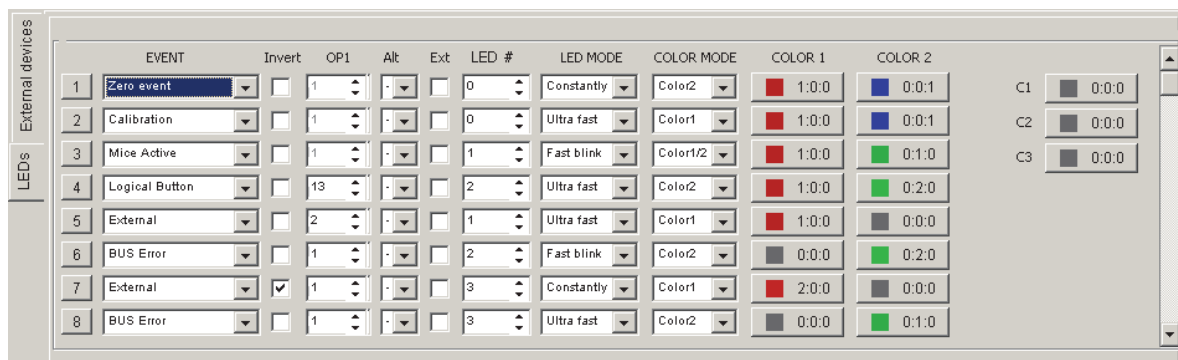 External devices
LEDs
EVENT Invert OP1 Alt Ext LED # LED MODE COLOR MODE COLOR 1 COLOR 2
1 Zero event 1 - 0 Constantly Color2 1:0:0 0:0:1 C1 0:0:0
2 Calibration 1 - 0 Ultra fast Color1 1:0:0 0:0:1 C2 0:0:0
3 Mice Active 1 - 1 Fast blink Color1/2 1:0:0 0:1:0 C3 0:0:0
4 Logical Button 13 - 2 Ultra fast Color2 1:0:0 0:2:0
5 External 2 - 1 Ultra fast Color1 1:0:0 0:0:0
6 BUS Error 1 - 2 Fast blink Color2 0:0:0 0:2:0
7 External 1 - 3 Constantly Color1 2:0:0 0:0:0
8 BUS Error 1 - 3 Ultra fast Color2 0:0:0 0:1:0